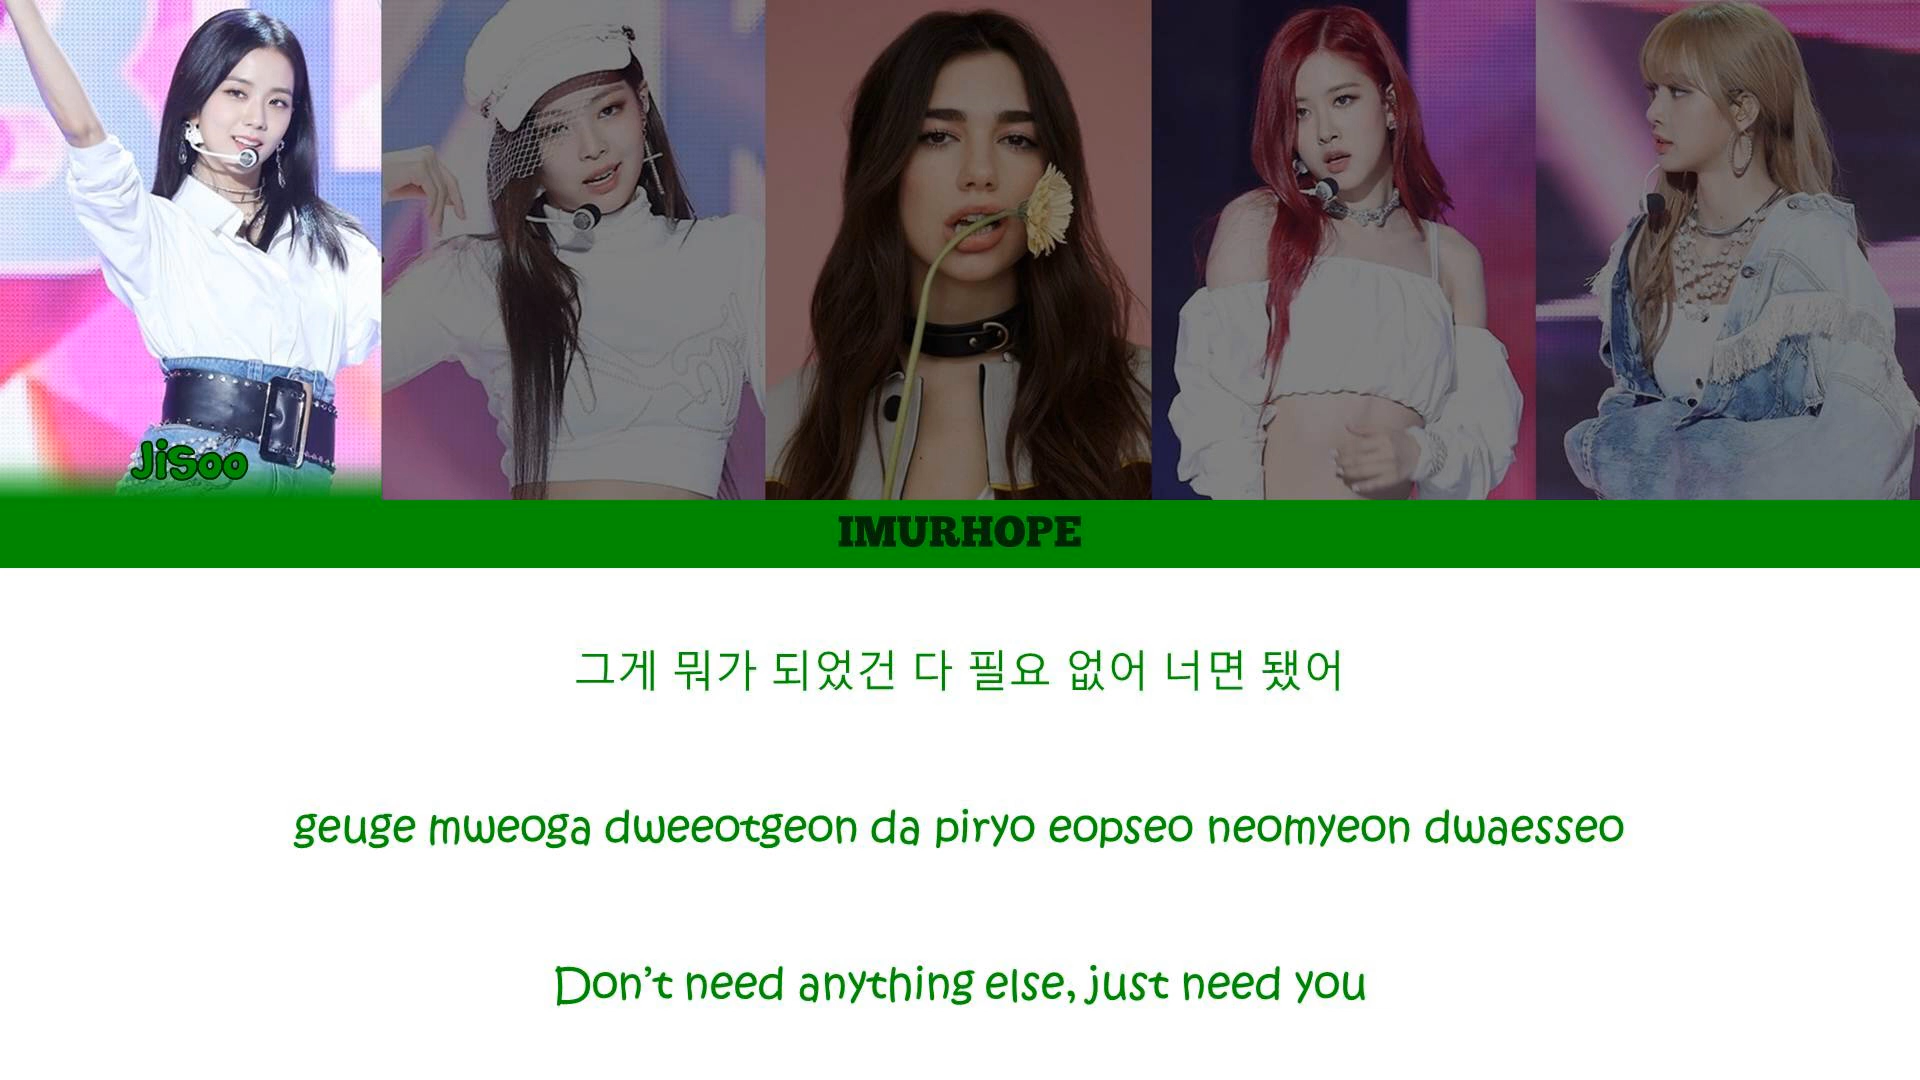 JiSoo
IMURHOPE
그게 뭐가 되었건 다 필요 없어 너면 됐어
geuge mweoga dweeotgeon da piryo eopseo neomyeon dwaesseo
Don’t need anything else, just need you